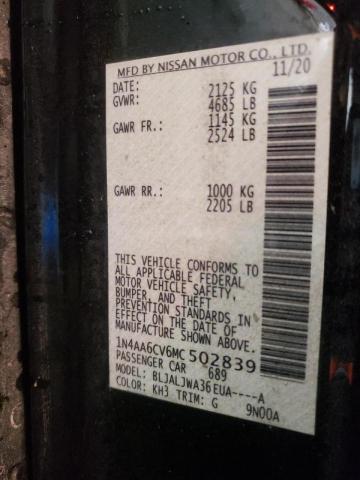 MFD BY NISSAN MOTOR CO., LTD.
DATE: 11/20
GVWR: 2125 KG
4685 LB
GAWR FR.: 1145 KG
2524 LB
GAWR RR.: 1000 KG
2205 LB
THIS VEHICLE CONFORMS TO
ALL APPLICABLE FEDERAL
MOTOR VEHICLE SAFETY,
BUMPER, AND THEFT
PREVENTION STANDARDS IN
EFFECT ON THE DATE OF
MANUFACTURE SHOWN ABOVE.
1N4AA6CV6MC502839
PASSENGER CAR 689
MODEL: BLJALJWA36EUA----A
COLOR: KH3 TRIM: G 9N00A